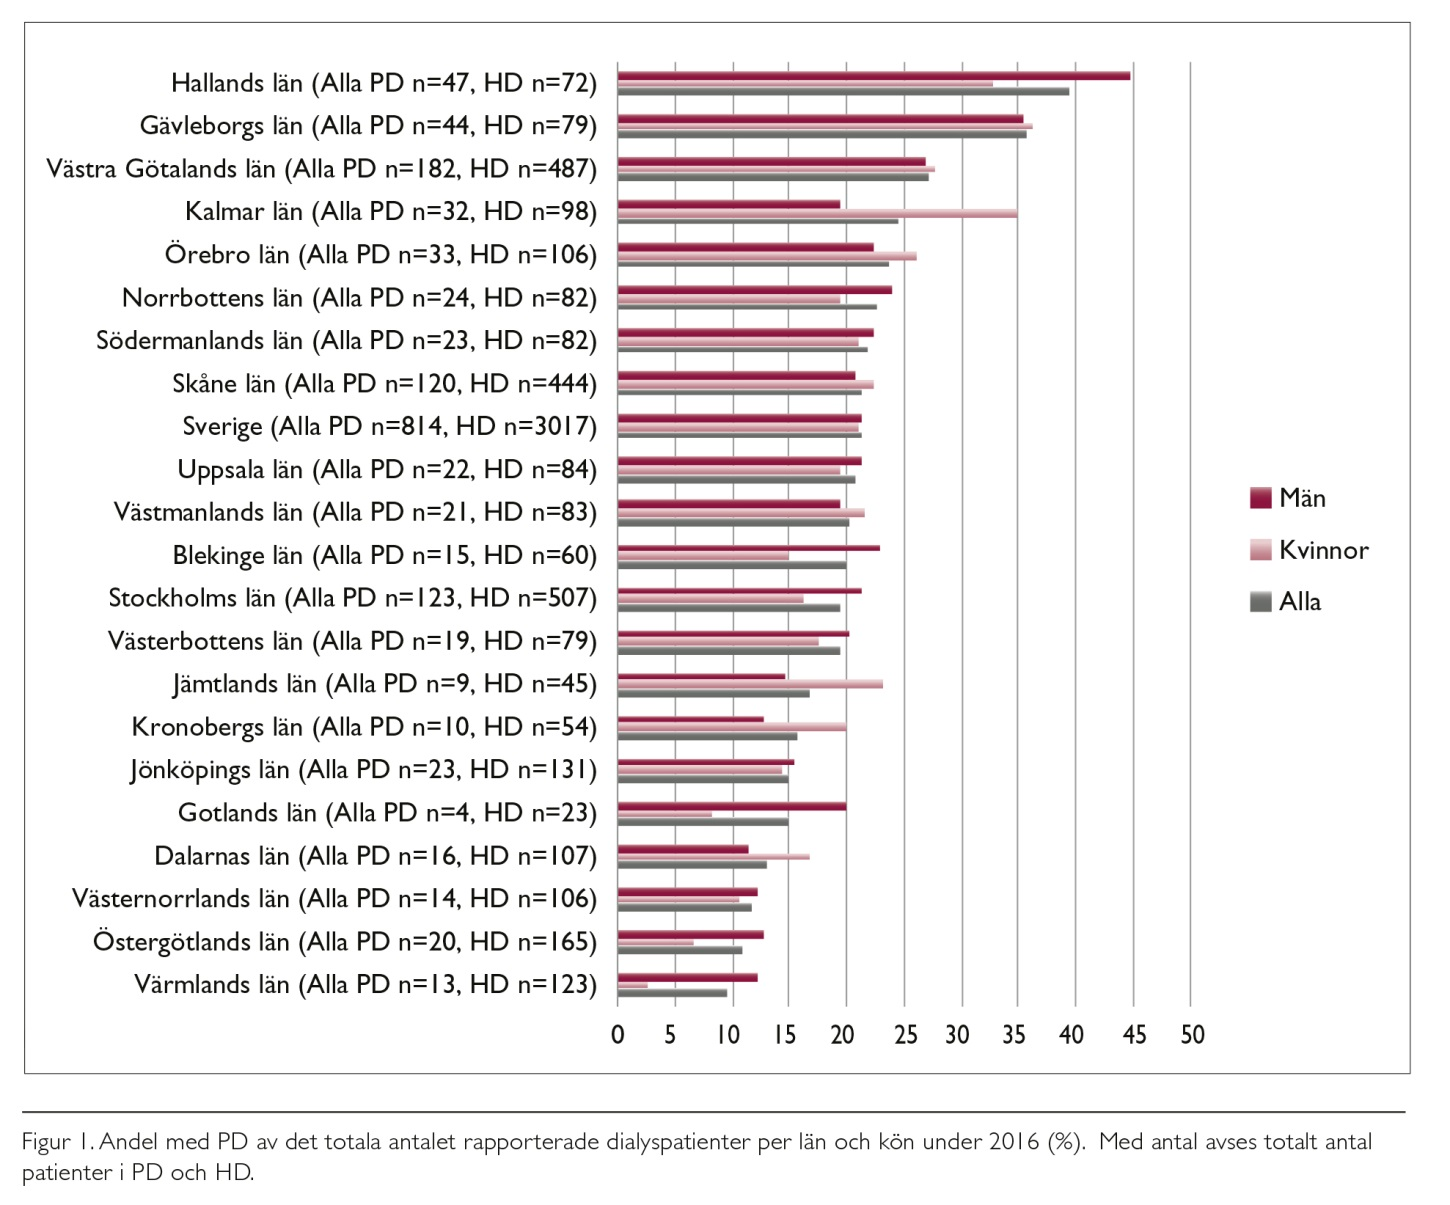 Hallands län (Alla PD n=47, HD n=72)
Gävleborgs län (Alla PD n=44, HD n=79)
Västra Götalands län (Alla PD n=182, HD n=487)
Kalmar län (Alla PD n=32, HD n=98)
Örebro län (Alla PD n=33, HD n=106)
Norrbottens län (Alla PD n=24, HD n=82)
Södermanlands län (Alla PD n=23, HD n=82)
Skåne län (Alla PD n=120, HD n=444)
Sverige (Alla PD n=814, HD n=3017)
Uppsala län (Alla PD n=22, HD n=84)
Västmanlands län (Alla PD n=21, HD n=83)
Blekinge län (Alla PD n=15, HD n=60)
Stockholms län (Alla PD n=123, HD n=507)
Västerbottens län (Alla PD n=19, HD n=79)
Jämtlands län (Alla PD n=9, HD n=45)
Kronobergs län (Alla PD n=10, HD n=54)
Jönköpings län (Alla PD n=23, HD n=131)
Gotlands län (Alla PD n=4, HD n=23)
Dalarnas län (Alla PD n=16, HD n=107)
Västernorrlands län (Alla PD n=14, HD n=106)
Östergötlands län (Alla PD n=20, HD n=165)
Värmlands län (Alla PD n=13, HD n=123)
0 5 10 15 20 25 30 35 40 45 50
Män
Kvinnor
Alla
Figur 1. Andel med PD av det totala antalet rapporterade dialyspatienter per län och kön under 2016 (%). Med antal avses totalt antal
patienter i PD och HD.